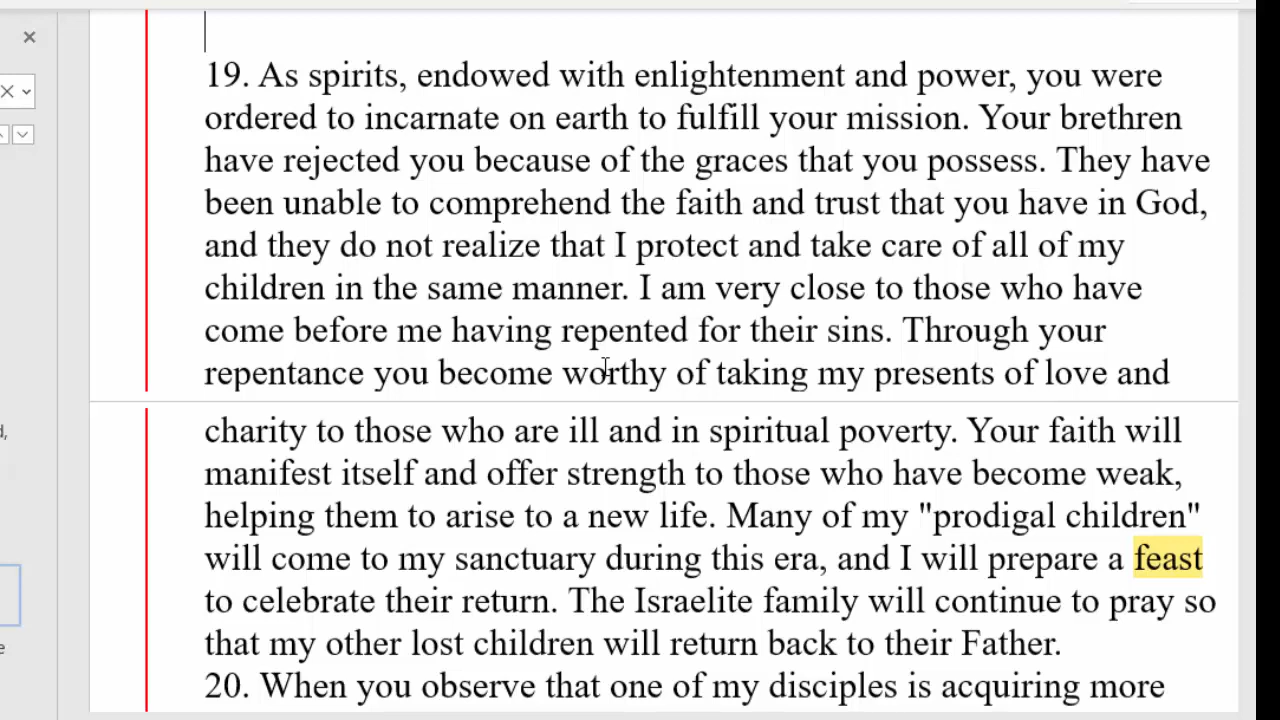 19. As spirits, endowed with enlightenment and power, you were
ordered to incarnate on earth to fulfill your mission. Your brethren
have rejected you because of the graces that you possess. They have
been unable to comprehend the faith and trust that you have in God,
and they do not realize that I protect and take care of all of my
children in the same manner. I am very close to those who have
come before me having repented for their sins. Through your
repentance you become worthy of taking my presents of love and
charity to those who are ill and in spiritual poverty. Your faith will
manifest itself and offer strength to those who have become weak,
helping them to arise to a new life. Many of my "prodigal children"
will come to my sanctuary during this era, and I will prepare a feast
to celebrate their return. The Israelite family will continue to pray so
that my other lost children will return back to their Father.
20. When you observe that one of my disciples is acquiring more